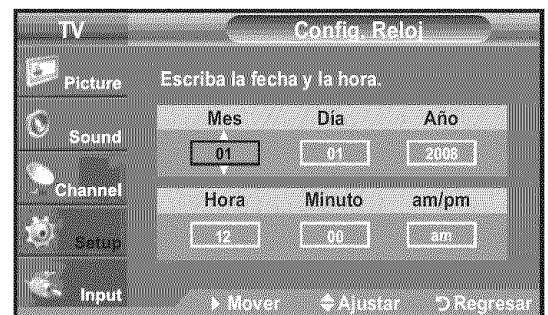 TV
Config. Reloj
Picture
Sound
Channel
Setup
Input
Escriba la fecha y la hora.
Mes Día Año
01 01 2008
Hora Minuto am/pm
12 00 am
Mover Ajustar Regresar